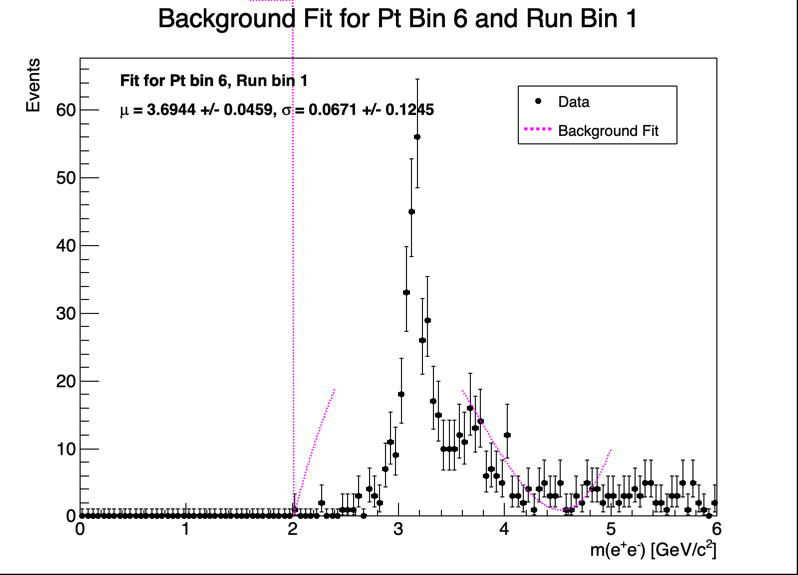 Background Fit for Pt Bin 6 and Run Bin 1
Events
Fit for Pt bin 6, Run bin 1
μ = 3.6944 +/- 0.0459, σ = 0.0671 +/- 0.1245
Data
Background Fit
60
50
40
30
20
10
0
0 1 2 3 4 5 6
m(e⁺e⁻) [GeV/c²]